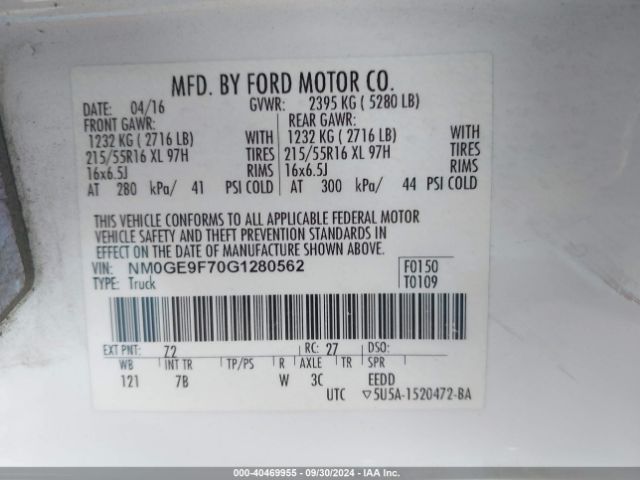 MFD. BY FORD MOTOR CO.
DATE: 04/16 GVWR: 2395 KG ( 5280 LB)
FRONT GAWR: REAR GAWR:
1232 KG ( 2716 LB) WITH 1232 KG ( 2716 LB) WITH
215/55R16 XL 97H TIRES 215/55R16 XL 97H TIRES
16x6.5J RIMS 16x6.5J RIMS
AT 280 kPa/ 41 PSI COLD AT 300 kPa/ 44 PSI COLD
THIS VEHICLE CONFORMS TO ALL APPLICABLE FEDERAL MOTOR
VEHICLE SAFETY AND THEFT PREVENTION STANDARDS IN
EFFECT ON THE DATE OF MANUFACTURE SHOWN ABOVE.
VIN: NM0GE9F70G1280562 F0150
TYPE: Truck T0109
EXT PNT: Z2 RC: 27 DSO:
WB INT TR TP/PS R AXLE TR SPR
121 7B W 3C EEDD
UTC ▽5U5A-1520472-BA
© COPART - 40469955 - 09/30/2024 - IAA Inc.